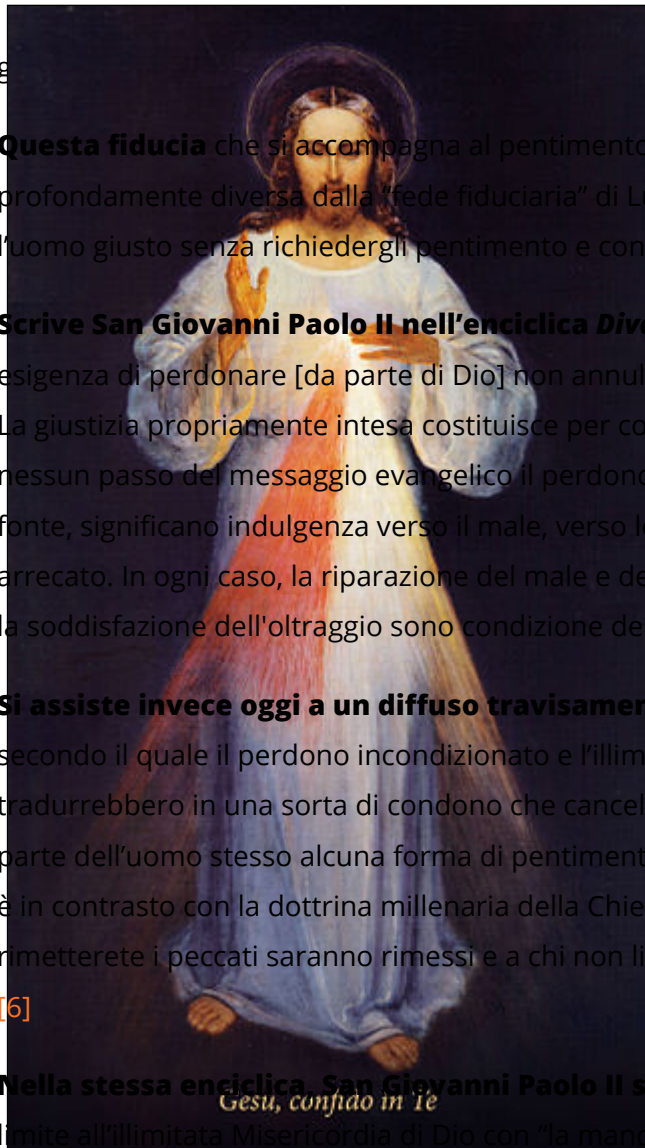 g
Questa fiducia che si accompagna al pentimento
profondamente diversa dalla “fede fiduciaria” di Lu
l’uomo giusto senza richiedergli pentimento e con
Scrive San Giovanni Paolo II nell’enciclica Dive
esigenza di perdonare [da parte di Dio] non annul
La giustizia propriamente intesa costituisce per co
nessun passo del messaggio evangelico il perdono
fonte, significano indulgenza verso il male, verso lo
arrecato. In ogni caso, la riparazione del male e de
la soddisfazione dell'oltraggio sono condizione de
Si assiste invece oggi a un diffuso travisamen
secondo il quale il perdono incondizionato e l’illim
tradurrebbero in una sorta di condono che cancel
parte dell’uomo stesso alcuna forma di pentiment
è in contrasto con la dottrina millenaria della Chie
rimetterete i peccati saranno rimessi e a chi non li
[6]
Nella stessa enciclica, San Giovanni Paolo II s
Gesù, confido in Te
limite all’illimitata Misericordia di Dio con “la manc